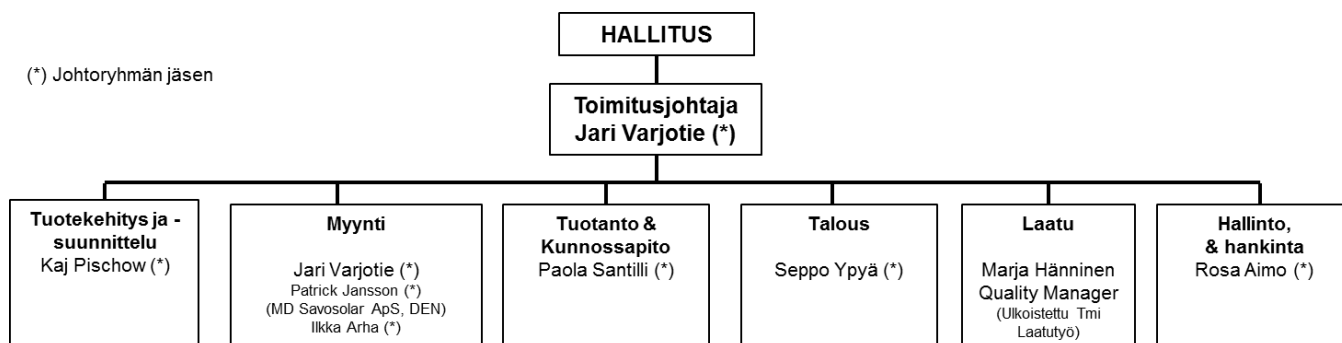 HALLITUS
(*) Johtoryhmän jäsen
Toimitusjohtaja
Jari Varjotie (*)
Tuotekehitys ja -
suunnittelu
Kaj Pischow (*)
Myynti
Jari Varjotie (*)
Patrick Jansson (*)
(MD Savosolar ApS, DEN)
Ilkka Arha (*)
Tuotanto &
Kunnossapito
Paola Santilli (*)
Talous
Seppo Ypyä (*)
Laatu
Marja Hänninen
Quality Manager
(Ulkoistettu Tmi
Laatutyö)
Hallinto,
& hankinta
Rosa Aimo (*)